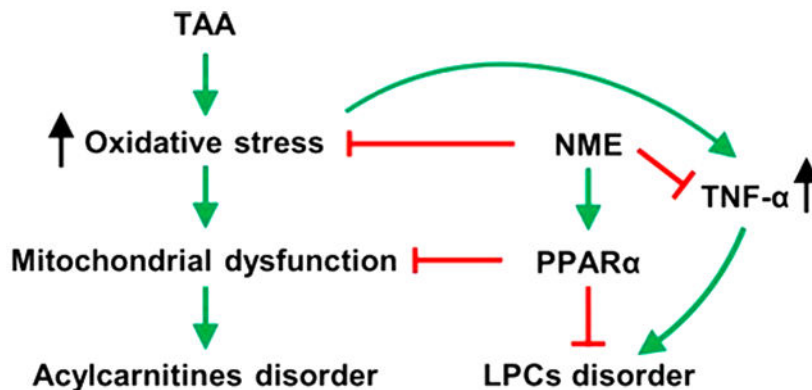 TAA
Oxidative stress
NME
TNF-α
Mitochondrial dysfunction
PPARα
Acylcarnitines disorder
LPCs disorder